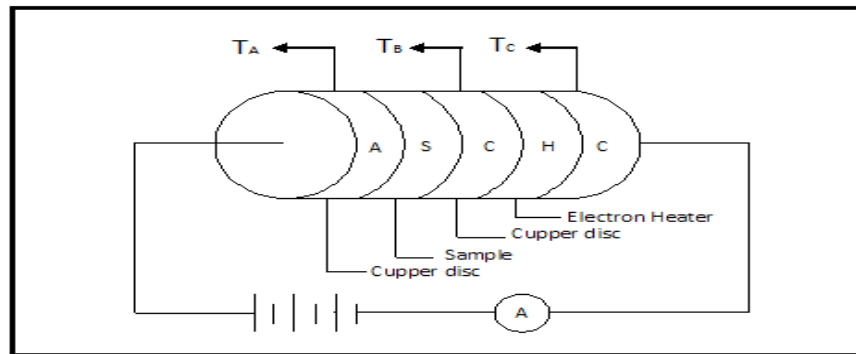 TA TB TC
A S C H C
Electron Heater
Cupper disc
Sample
Cupper disc
A